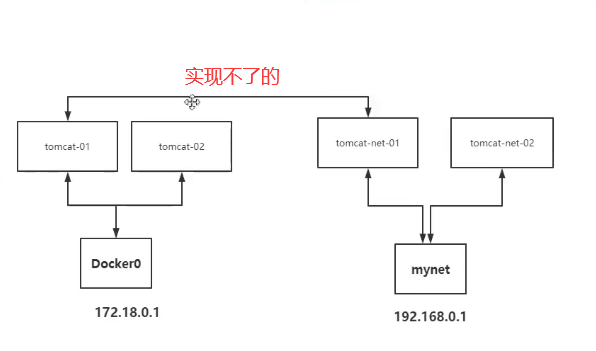 实现不了的
tomcat-01
tomcat-02
tomcat-net-01
tomcat-net-02
Docker0
mynet
172.18.0.1
192.168.0.1